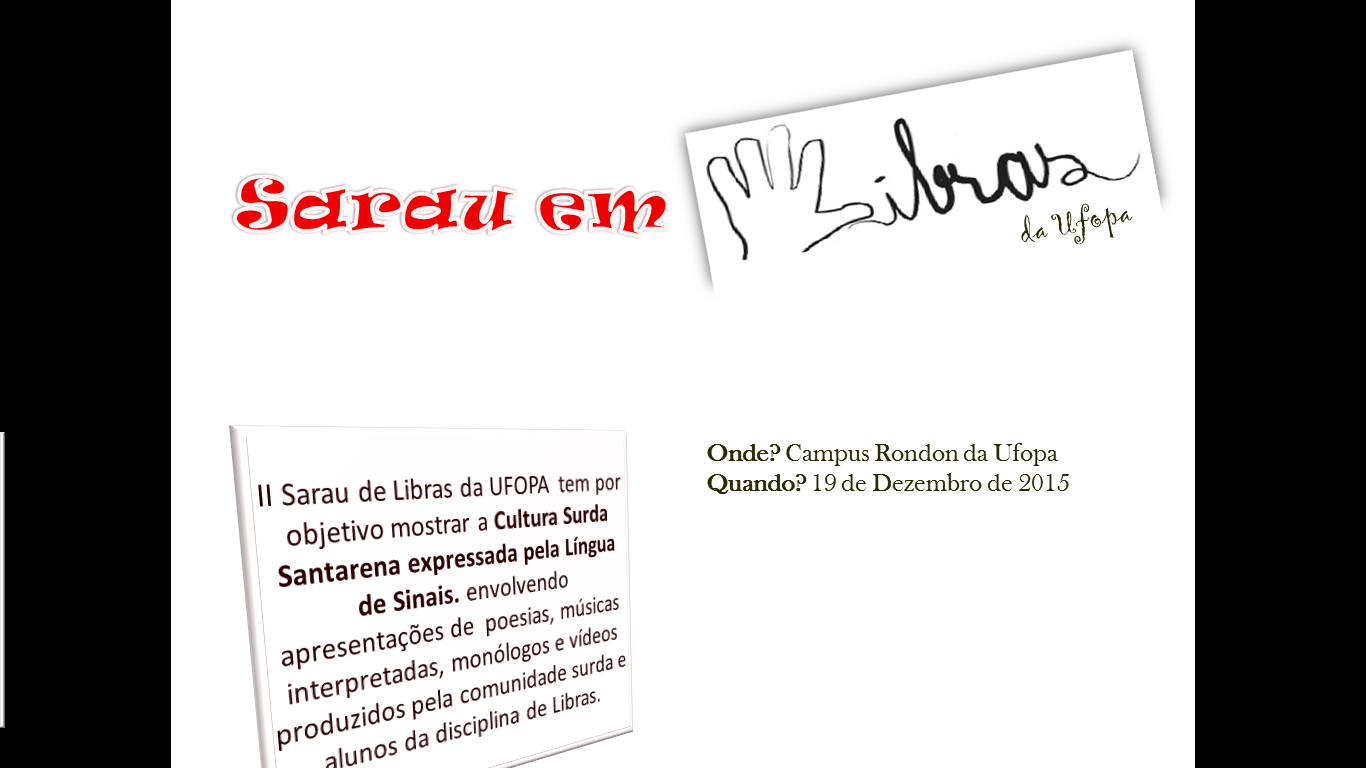 Sarau em
Libras
da Ufopa
II Sarau de Libras da UFOPA tem por
objetivo mostrar a Cultura Surda
Santarena expressada pela Língua
de Sinais. envolvendo
apresentações de poesias, músicas
interpretadas, monólogos e vídeos
produzidos pela comunidade surda e
alunos da disciplina de Libras.
Onde? Campus Rondon da Ufopa
Quando? 19 de Dezembro de 2015